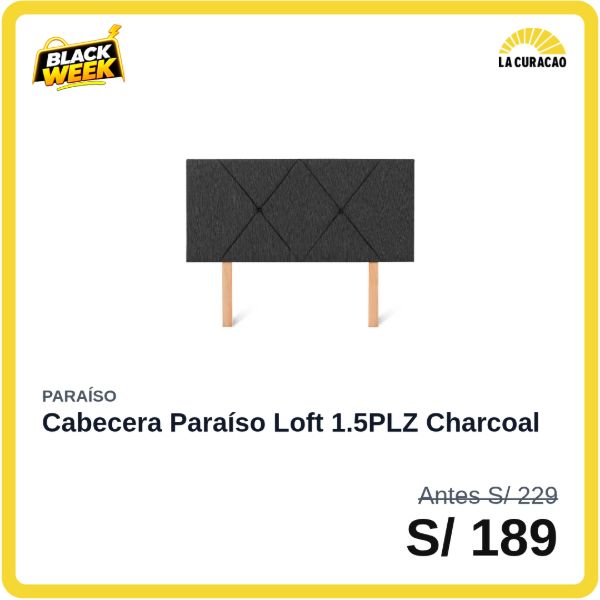 BLACK
WEEK
LA CURACAO
PARAÍSO
Cabecera Paraíso Loft 1.5PLZ Charcoal
Antes S/ 229
S/ 189